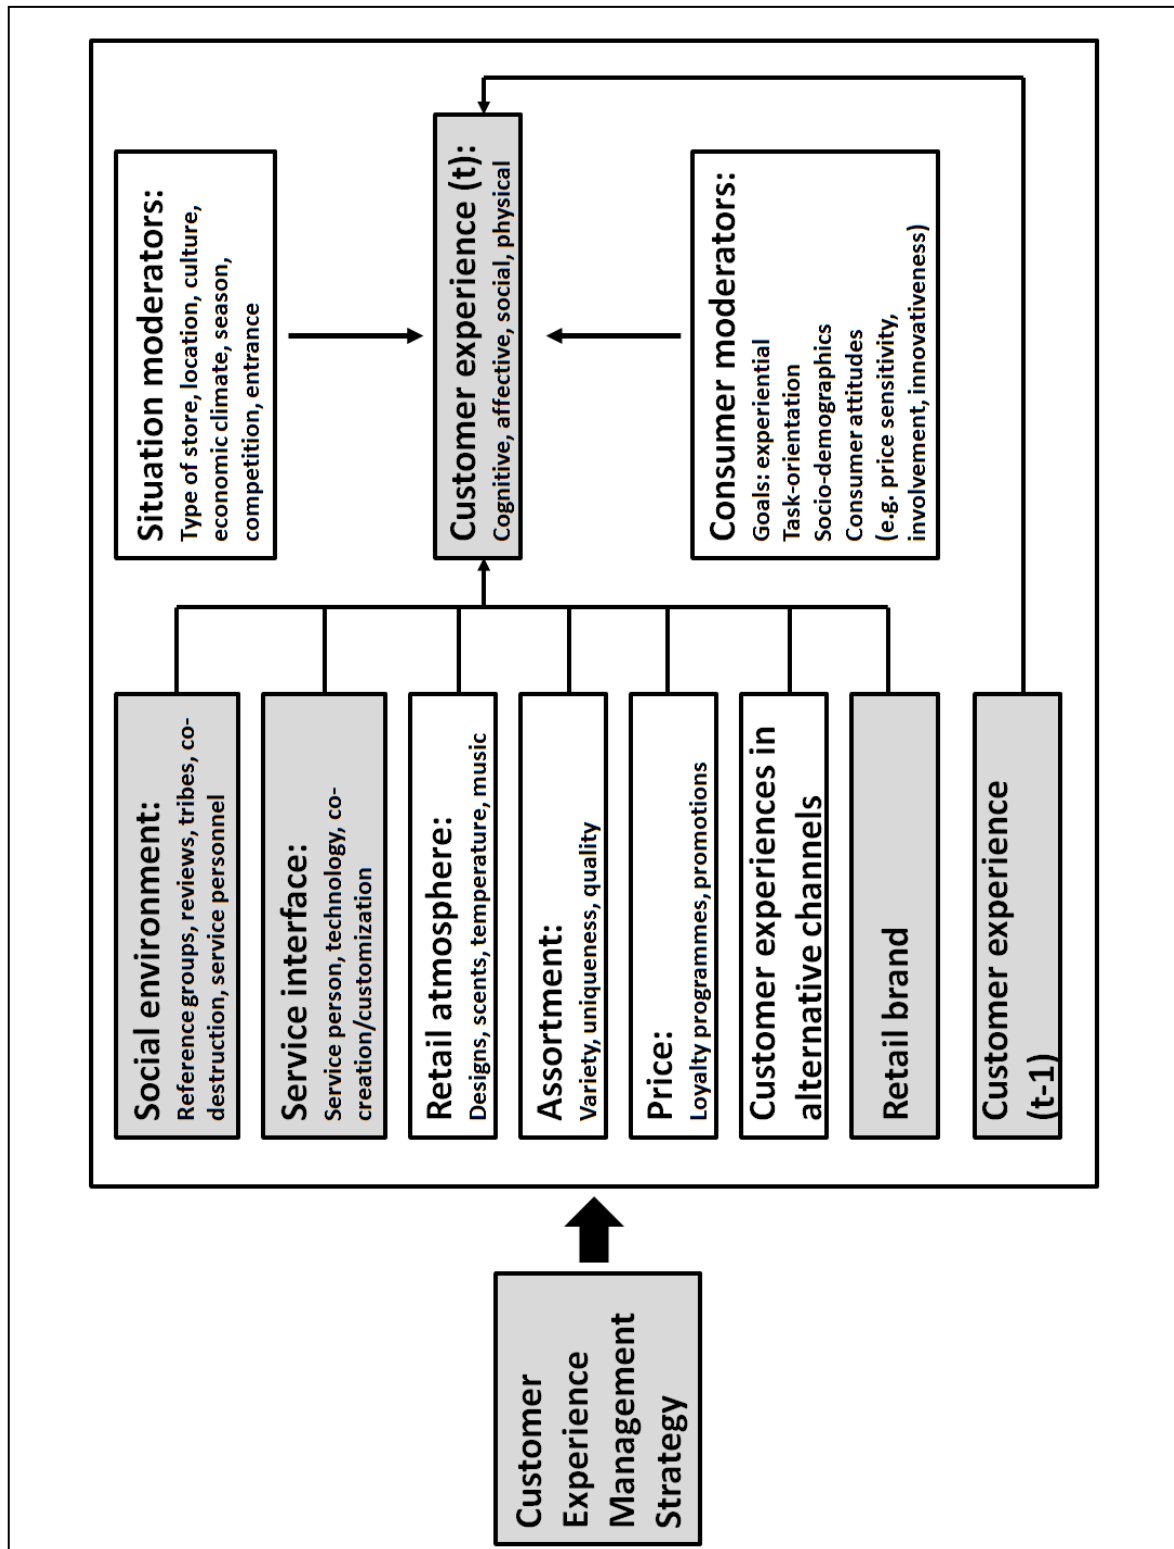 Customer
Experience
Management
Strategy
Social environment:
Reference groups, reviews, tribes, co-
destruction, service personnel
Service interface:
Service person, technology, co-
creation/customization
Retail atmosphere:
Designs, scents, temperature, music
Assortment:
Variety, uniqueness, quality
Price:
Loyalty programmes, promotions
Customer experiences in
alternative channels
Retail brand
Customer experience
(t-1)
Situation moderators:
Type of store, location, culture,
economic climate, season,
competition, entrance
Customer experience (t):
Cognitive, affective, social, physical
Consumer moderators:
Goals: experiential
Task-orientation
Socio-demographics
Consumer attitudes
(e.g. price sensitivity,
involvement, innovativeness)